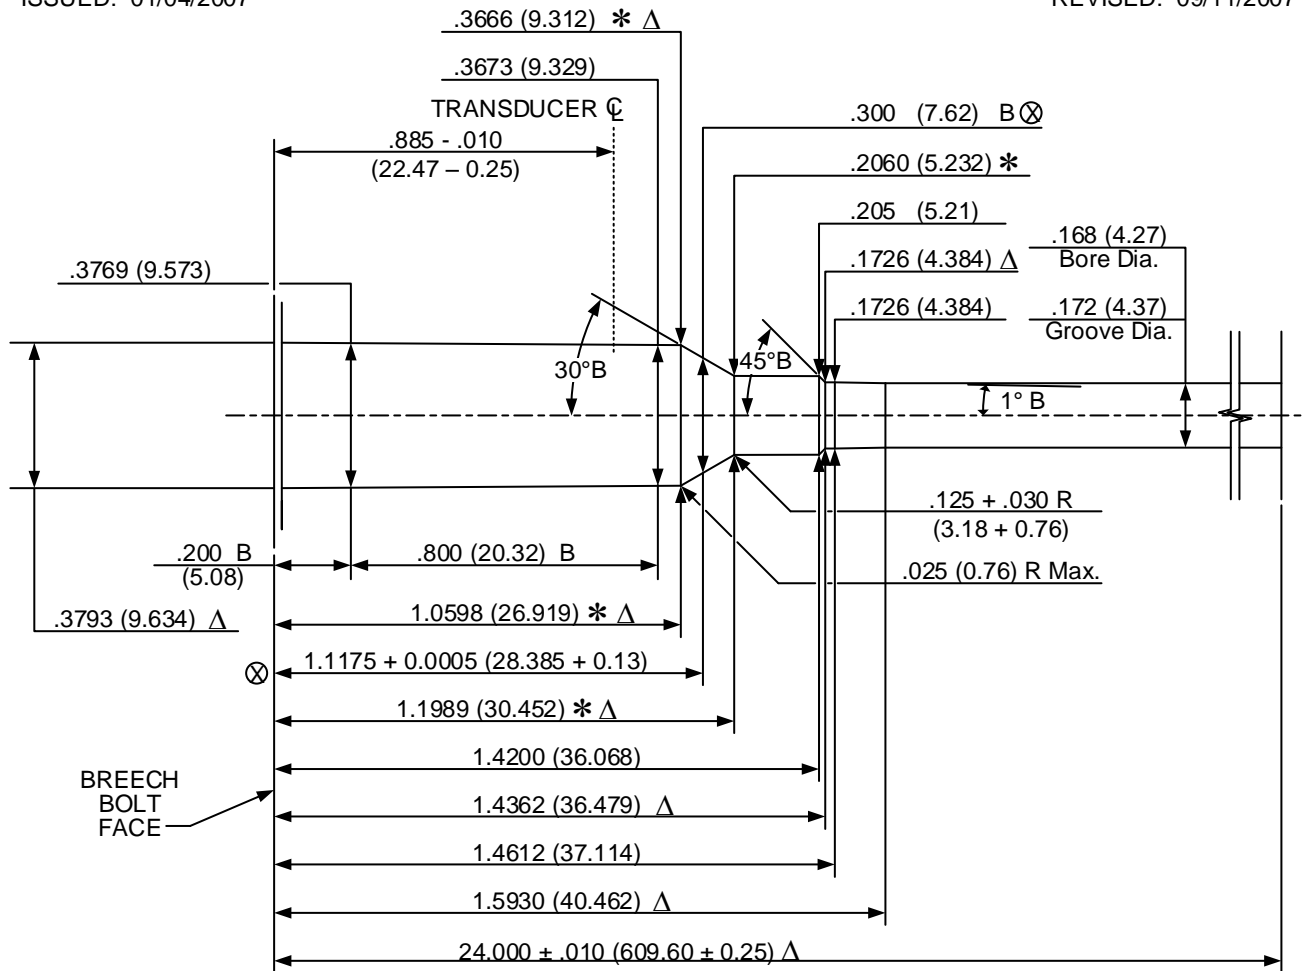 ISSUED: 01/04/2007
REVISED: 09/11/2007
.3666 (9.312) * Δ
.3673 (9.329)
TRANSDUCER ℄
.885 - .010
(22.47 – 0.25)
.300 (7.62) B ⊗
.2060 (5.232) *
.205 (5.21)
.168 (4.27)
Bore Dia.
.1726 (4.384) Δ
.3769 (9.573)
.1726 (4.384)
.172 (4.37)
Groove Dia.
30°B
45°B
1° B
.125 + .030 R
(3.18 + 0.76)
.200 B
(5.08)
.800 (20.32) B
.025 (0.76) R Max.
.3793 (9.634) Δ
1.0598 (26.919) * Δ
⊗ 1.1175 + 0.0005 (28.385 + 0.13)
1.1989 (30.452) * Δ
1.4200 (36.068)
BREECH
BOLT
FACE
1.4362 (36.479) Δ
1.4612 (37.114)
1.5930 (40.462) Δ
24.000 ± .010 (609.60 ± 0.25) Δ